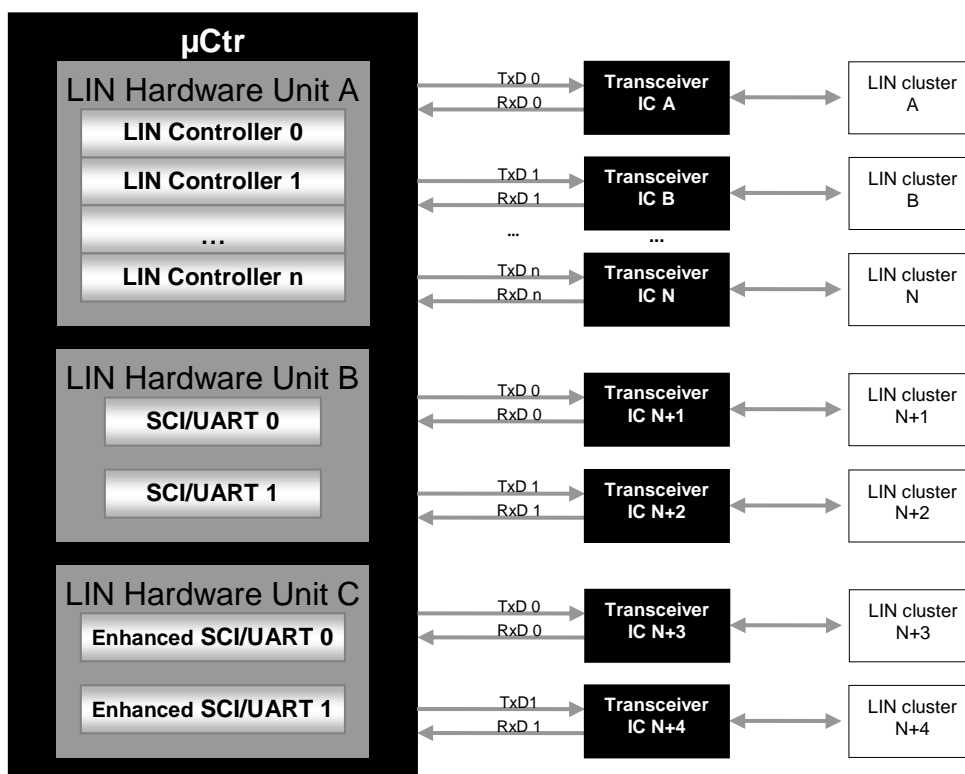 µCtr
LIN Hardware Unit A
LIN Controller 0
LIN Controller 1
...
LIN Controller n
TxD 0
RxD 0
Transceiver
IC A
LIN cluster
A
TxD 1
RxD 1
Transceiver
IC B
LIN cluster
B
...
...
TxD n
RxD n
Transceiver
IC N
LIN cluster
N
LIN Hardware Unit B
SCI/UART 0
SCI/UART 1
TxD 0
RxD 0
Transceiver
IC N+1
LIN cluster
N+1
TxD 1
RxD 1
Transceiver
IC N+2
LIN cluster
N+2
LIN Hardware Unit C
Enhanced SCI/UART 0
Enhanced SCI/UART 1
TxD 0
RxD 0
Transceiver
IC N+3
LIN cluster
N+3
TxD1
RxD 1
Transceiver
IC N+4
LIN cluster
N+4